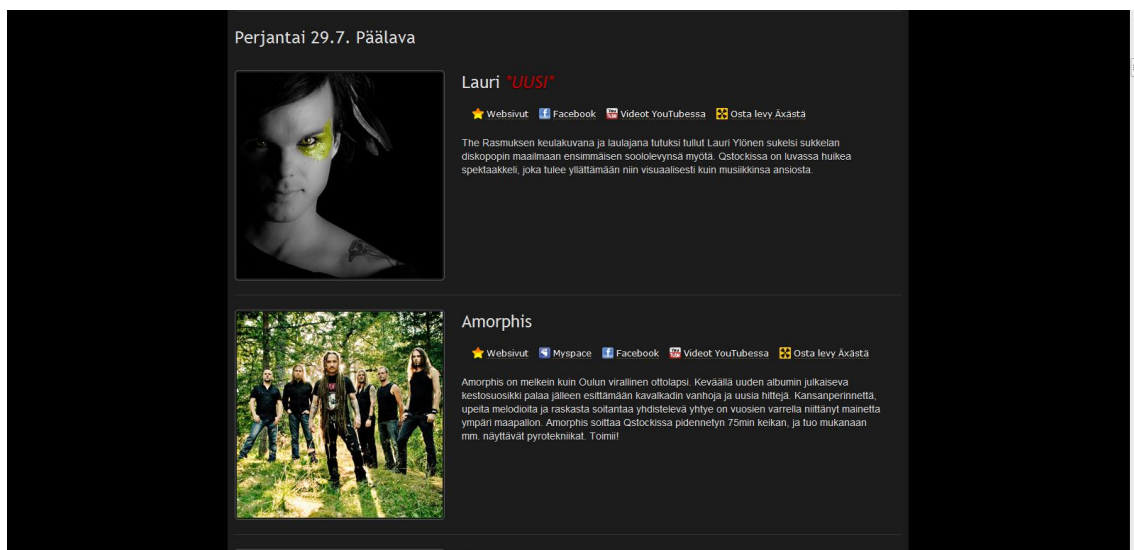 Perjantai 29.7. Päälava
Lauri *UUSI*
Websivut Facebook Videot YouTubessa Osta levy Äxästä
The Rasmuksen keulakuvana ja laulajana tutuksi tullut Lauri Ylönen sukelsi sukkelan
diskopopin maailmaan ensimmäisen soololevynsä myötä. Qstockissa on luvassa huikea
spektaakkeli, joka tulee yllättämään niin visuaalisesti kuin musiikkinsa ansiosta.
Amorphis
Websivut Myspace Facebook Videot YouTubessa Osta levy Äxästä
Amorphis on melkein kuin Oulun virallinen ottolapsi. Keväällä uuden albumin julkaiseva
kestosuosikki palaa jälleen esittämään kavalkadin vanhoja ja uusia hittejä. Kansanperinnettä,
upeita melodioita ja raskasta soitantaa yhdistelevä yhtye on vuosien varrella niittänyt mainetta
ympäri maapallon. Amorphis soittaa Qstockissa pidennetyn 75min keikan, ja tuo mukanaan
mm. näyttävät pyrotekniikat. Toimii!